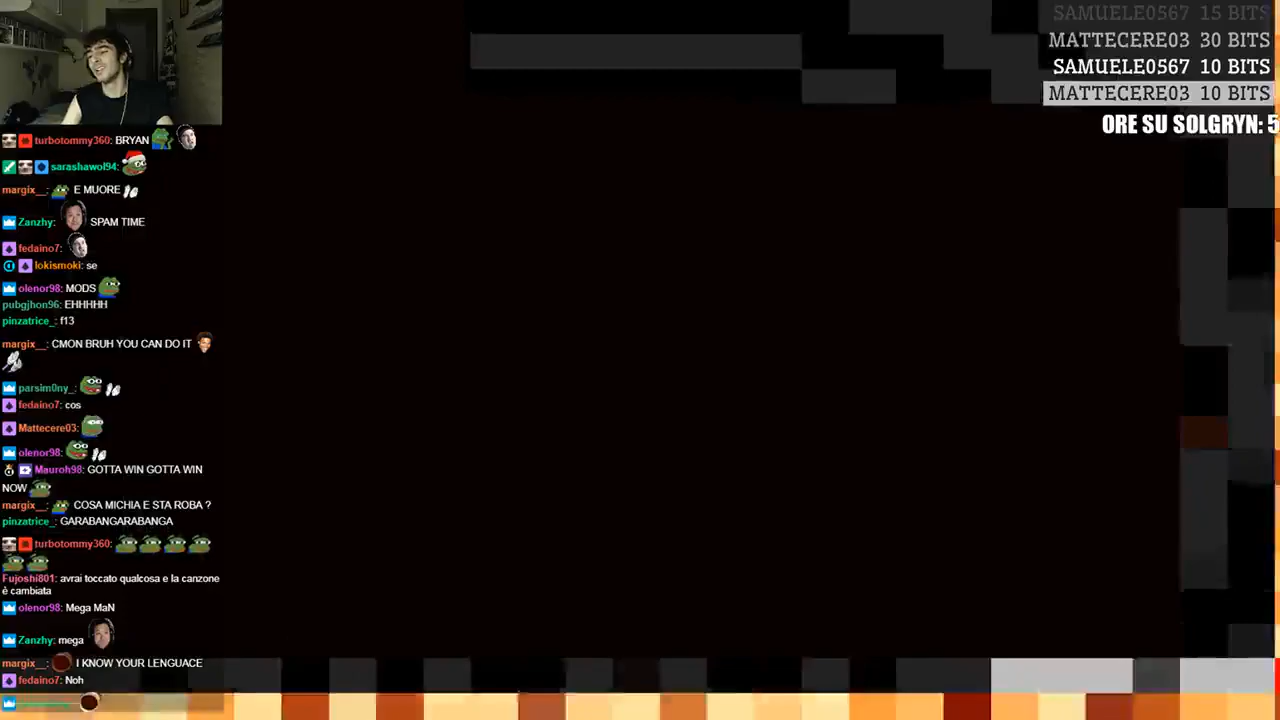 SAMUELE0567 15 BITS
MATTECERE03 30 BITS
SAMUELE0567 10 BITS
MATTECERE03 10 BITS
ORE SU SOLGRYN: 5
turbotommy360: BRYAN
sarashawol94:
margix__: E MUORE
Zanzhy: SPAM TIME
fedaino7:
lokismoki: se
olenor98: MODS
pubgjhon96: EHHHHH
pinzatrice_: f13
margix__: CMON BRUH YOU CAN DO IT
parsim0ny_:
fedaino7: cos
Mattecere03:
olenor98:
Mauroh98: GOTTA WIN GOTTA WIN
NOW
margix__: COSA MICHIA E STA ROBA ?
pinzatrice_: GARABANGARABANGA
turbotommy360:
Fujoshi801: avrai toccato qualcosa e la canzone
è cambiata
olenor98: Mega MaN
Zanzhy: mega
margix__: I KNOW YOUR LENGUACE
fedaino7: Noh